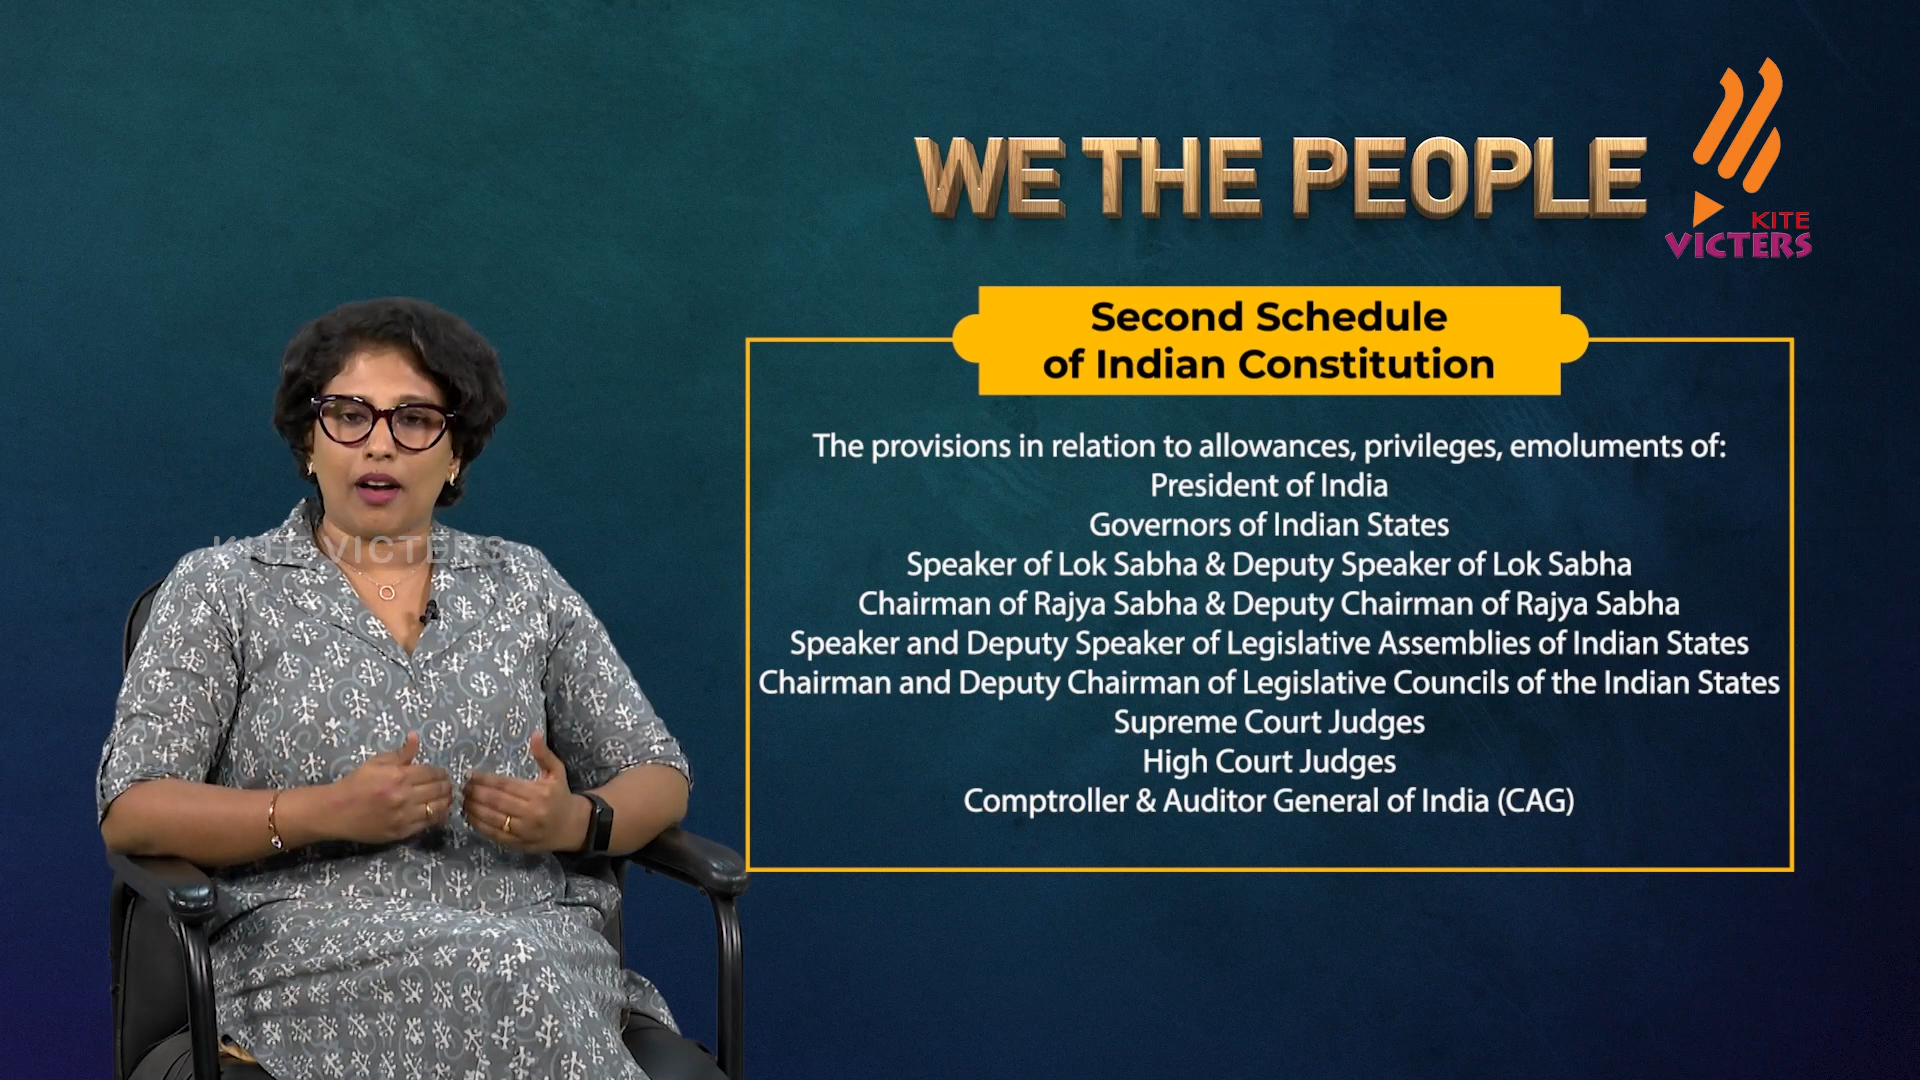 WE THE PEOPLE
KITE
VICTERS
Second Schedule
of Indian Constitution
The provisions in relation to allowances, privileges, emoluments of:
President of India
Governors of Indian States
Speaker of Lok Sabha & Deputy Speaker of Lok Sabha
Chairman of Rajya Sabha & Deputy Chairman of Rajya Sabha
Speaker and Deputy Speaker of Legislative Assemblies of Indian States
Chairman and Deputy Chairman of Legislative Councils of the Indian States
Supreme Court Judges
High Court Judges
Comptroller & Auditor General of India (CAG)
KITE VICTERS